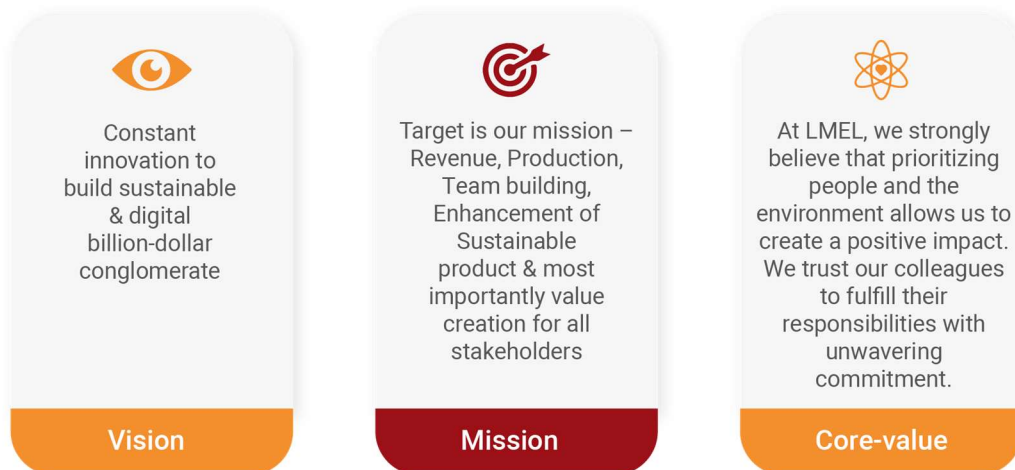 Constant
innovation to
build sustainable
& digital
billion-dollar
conglomerate
Vision
Target is our mission –
Revenue, Production,
Team building,
Enhancement of
Sustainable
product & most
importantly value
creation for all
stakeholders
Mission
At LMEL, we strongly
believe that prioritizing
people and the
environment allows us to
create a positive impact.
We trust our colleagues
to fulfill their
responsibilities with
unwavering
commitment.
Core-value